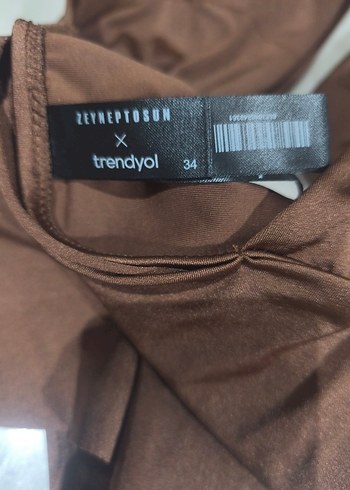 ZEYNEPTOSUN
X
trendyol
34